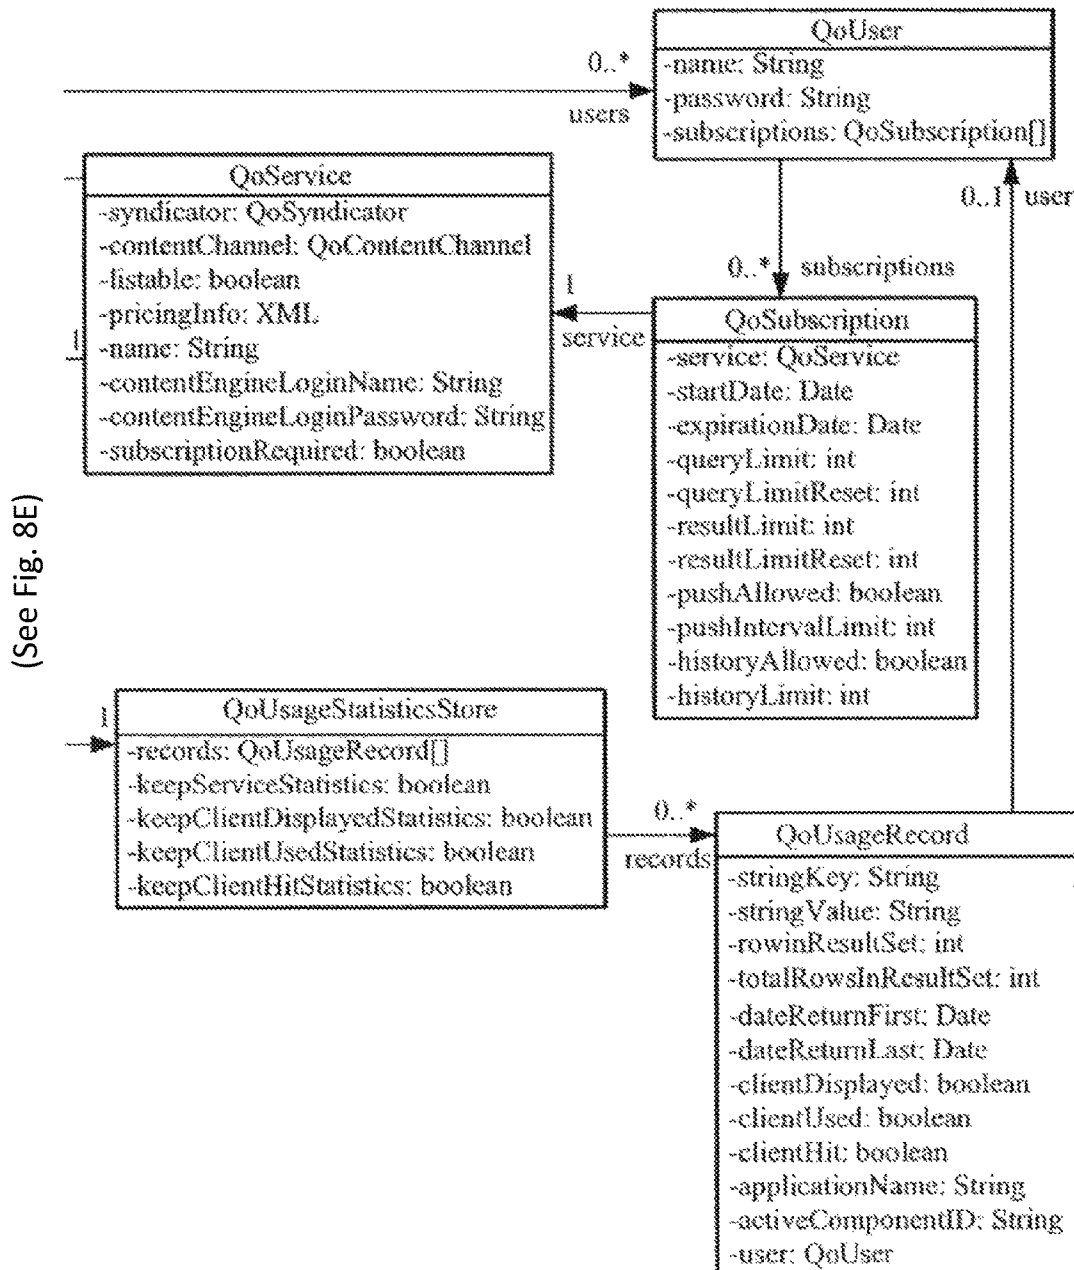 QoUser
-name: String
-password: String
-subscriptions: QoSubscription[]
0..*
users
QoService
-syndicator: QoSyndicator
-contentChannel: QoContentChannel
-listable: boolean
-pricingInfo: XML
-name: String
-contentEngineLoginName: String
-contentEngineLoginPassword: String
-subscriptionRequired: boolean
1
0..1 user
0..* subscriptions
1
service
QoSubscription
-service: QoService
-startDate: Date
-expirationDate: Date
-queryLimit: int
-queryLimitReset: int
-resultLimit: int
-resultLimitReset: int
-pushAllowed: boolean
-pushIntervalLimit: int
-historyAllowed: boolean
-historyLimit: int
(See Fig. 8E)
1
QoUsageStatisticsStore
-records: QoUsageRecord[]
-keepServiceStatistics: boolean
-keepClientDisplayedStatistics: boolean
-keepClientUsedStatistics: boolean
-keepClientHitStatistics: boolean
0..*
records
QoUsageRecord
-stringKey: String
-stringValue: String
-rowinResultSet: int
-totalRowsInResultSet: int
-dateReturnFirst: Date
-dateReturnLast: Date
-clientDisplayed: boolean
-clientUsed: boolean
-clientHit: boolean
-applicationName: String
-activeComponentID: String
-user: QoUser